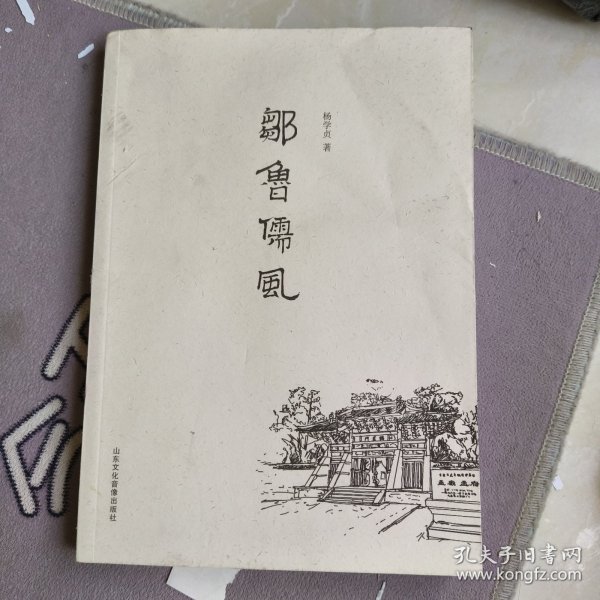 鄒魯儒風
杨学贞 著
山东文化音像出版社
孔夫子旧书网
www.kongfz.com